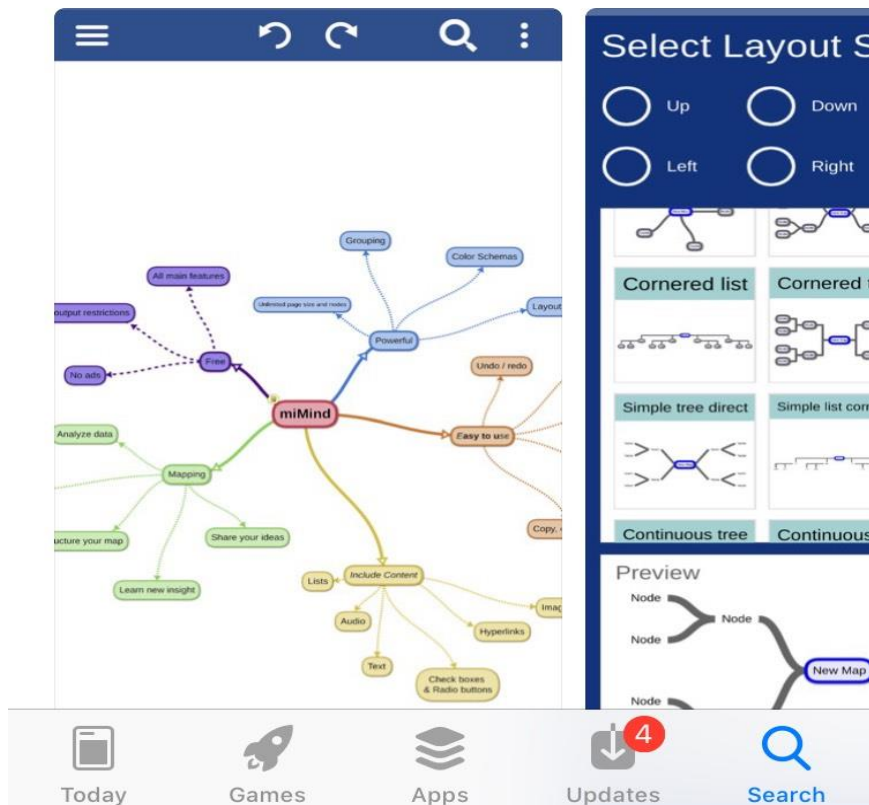 Select Layout S
Up
Down
Left
Right
Grouping
Color Schemas
All main features
Unlimited page size and nodes
output restrictions
Layout
Powerful
Free
No ads
Undo / redo
miMind
Easy to use
Analyze data
Mapping
Copy,
ucture your map
Share your ideas
Include Content
Lists
Learn new insight
Imag
Audio
Hyperlinks
Text
Check boxes
& Radio buttons
Cornered list
Cornered
Simple tree direct
Simple list corn
Continuous tree
Continuous
Preview
Node
Node
Node
New Map
Node
4
Today
Games
Apps
Updates
Search